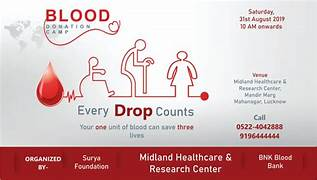 BLOOD
DONATION
CAMP
Saturday,
31st August 2019
10 AM onwards
Venue
Midland Healthcare &
Research Center,
Mandir Marg
Mahanagar, Lucknow
Every Drop Counts
Your one unit of blood can save three
lives
Call
0522-4042888
9196444444
ORGANIZED
BY-
Surya
Foundation
Midland Healthcare &
Research Center
BNK Blood
Bank